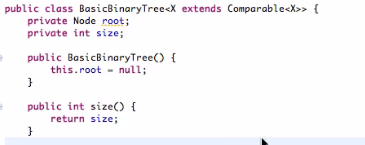 public class BasicBinaryTree<X extends Comparable<X>> {
    private Node root;
    private int size;

    public BasicBinaryTree() {
        this.root = null;
    }

    public int size() {
        return size;
    }